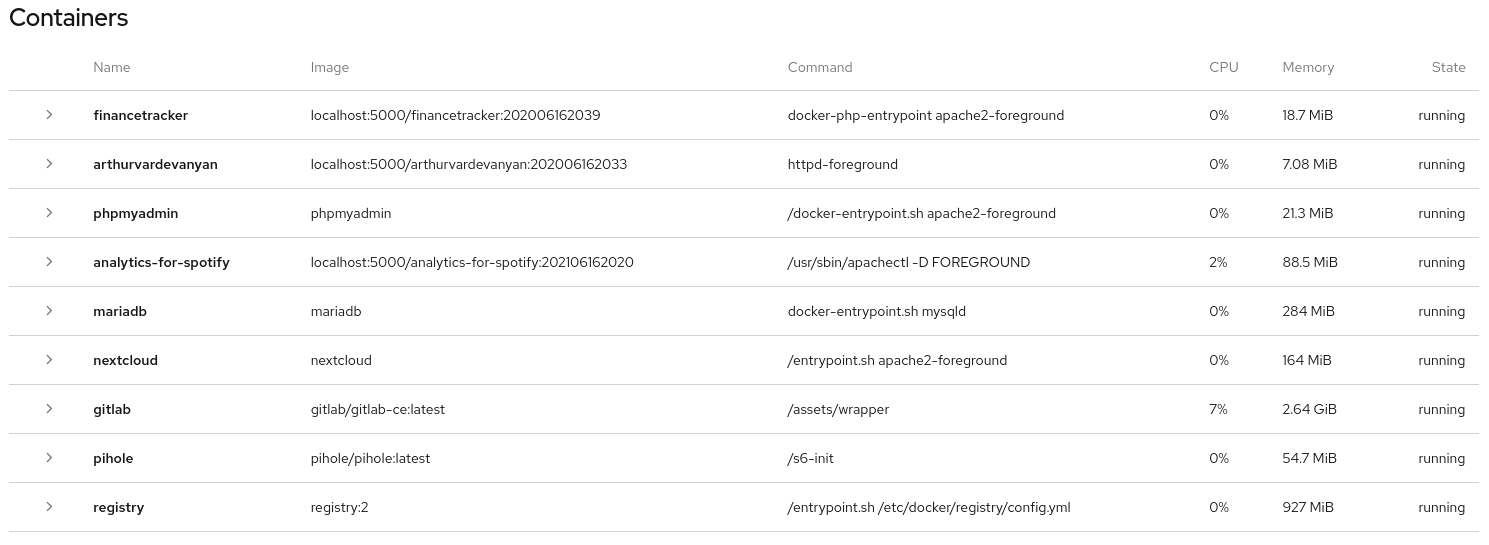 Containers
Name Image Command CPU Memory State
financetracker localhost:5000/financetracker:202006162039 docker-php-entrypoint apache2-foreground 0% 18.7 MiB running
arthurvardevanyan localhost:5000/arthurvardevanyan:202006162033 httpd-foreground 0% 7.08 MiB running
phpmyadmin phpmyadmin /docker-entrypoint.sh apache2-foreground 0% 21.3 MiB running
analytics-for-spotify localhost:5000/analytics-for-spotify:202106162020 /usr/sbin/apachectl -D FOREGROUND 2% 88.5 MiB running
mariadb mariadb docker-entrypoint.sh mysqld 0% 284 MiB running
nextcloud nextcloud /entrypoint.sh apache2-foreground 0% 164 MiB running
gitlab gitlab/gitlab-ce:latest /assets/wrapper 7% 2.64 GiB running
pihole pihole/pihole:latest /s6-init 0% 54.7 MiB running
registry registry:2 /entrypoint.sh /etc/docker/registry/config.yml 0% 927 MiB running